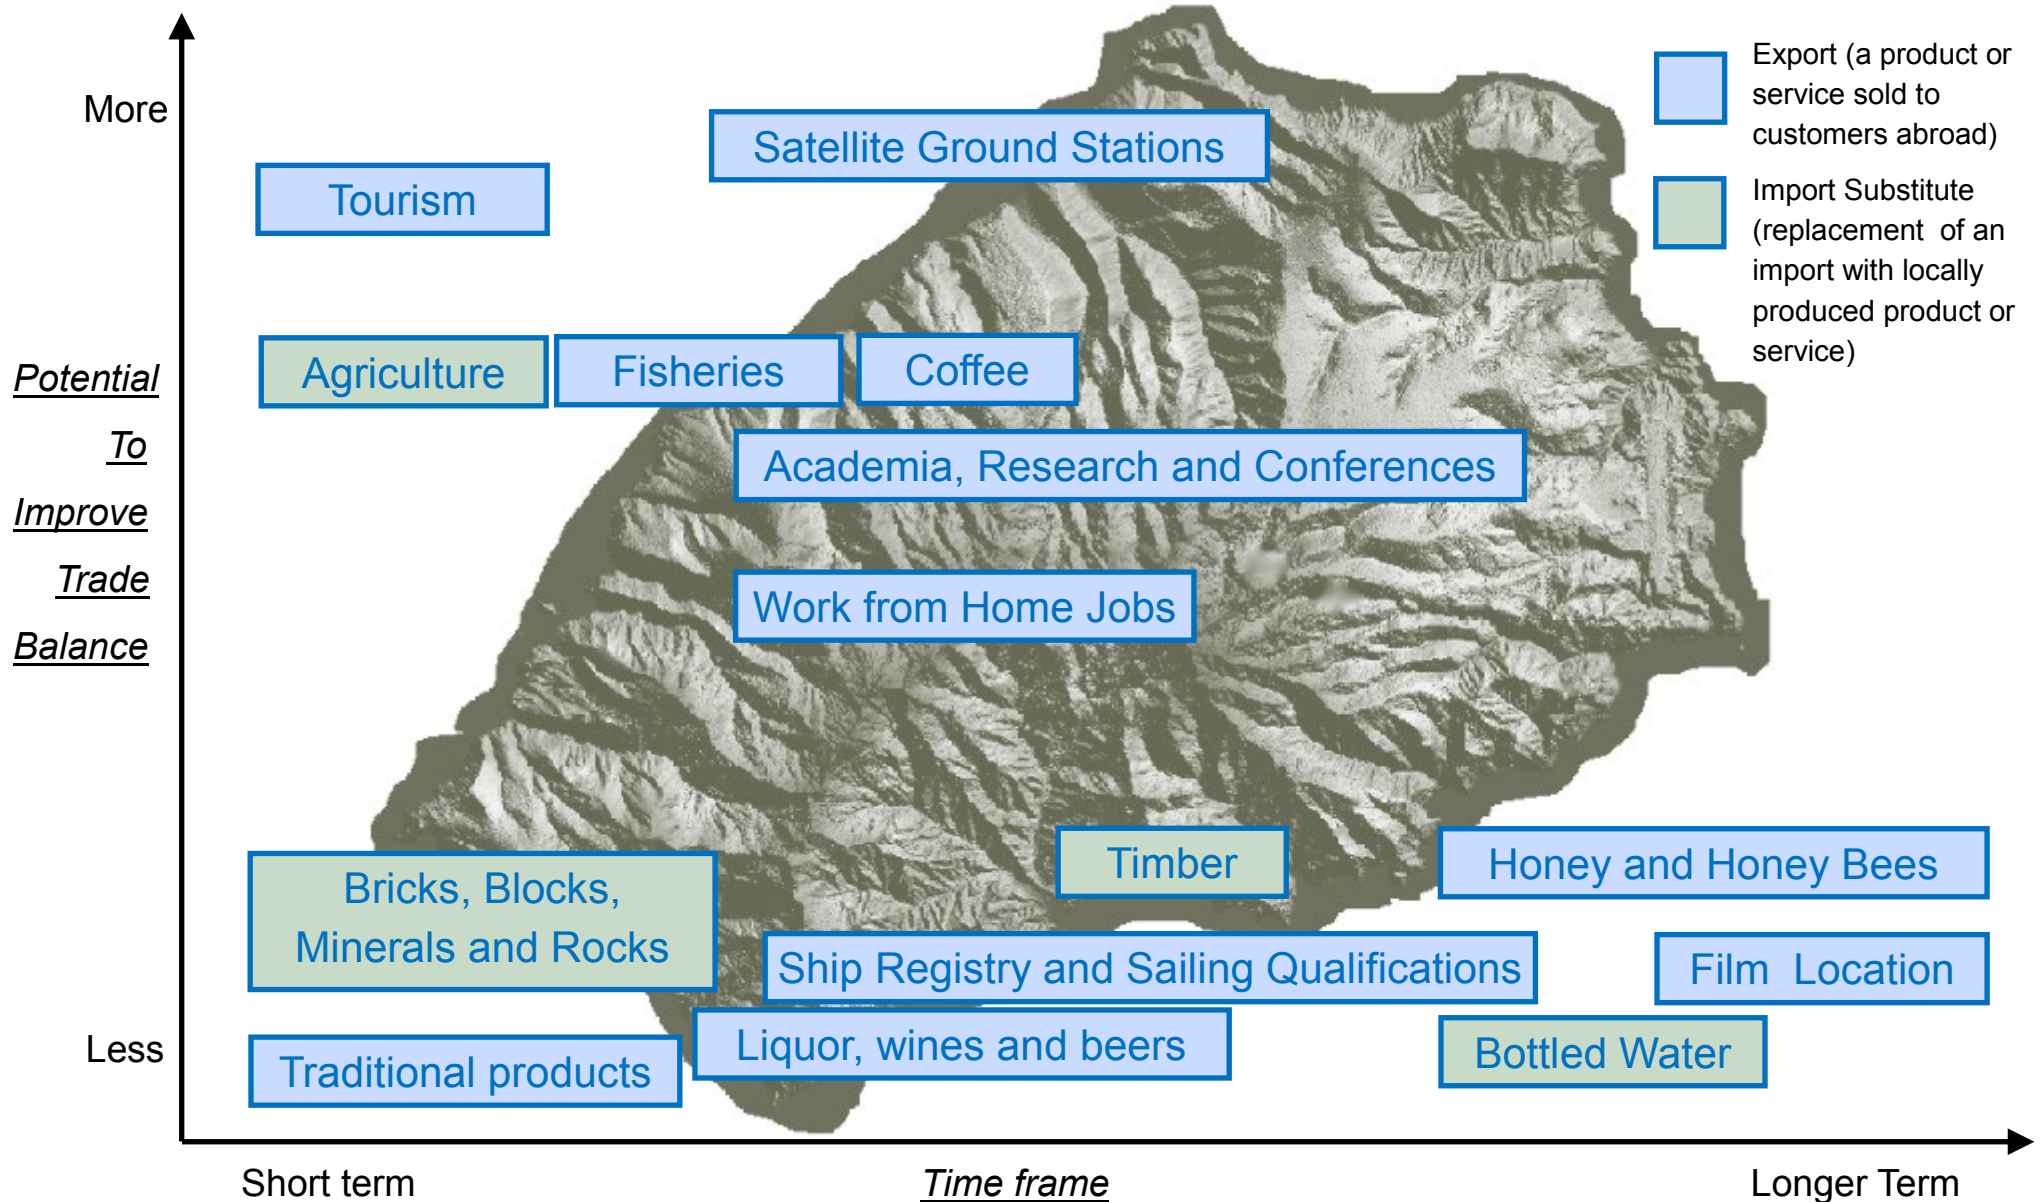 More
Satellite Ground Stations
Tourism
Export (a product or
service sold to
customers abroad)
Import Substitute
(replacement  of an
import with locally
produced product or
service)
Potential
To
Improve
Trade
Balance
Agriculture
Fisheries
Coffee
Academia, Research and Conferences
Work from Home Jobs
Timber
Honey and Honey Bees
Bricks, Blocks,
Minerals and Rocks
Ship Registry and Sailing Qualifications
Film  Location
Less
Traditional products
Liquor, wines and beers
Bottled Water
Short term
Time frame
Longer Term